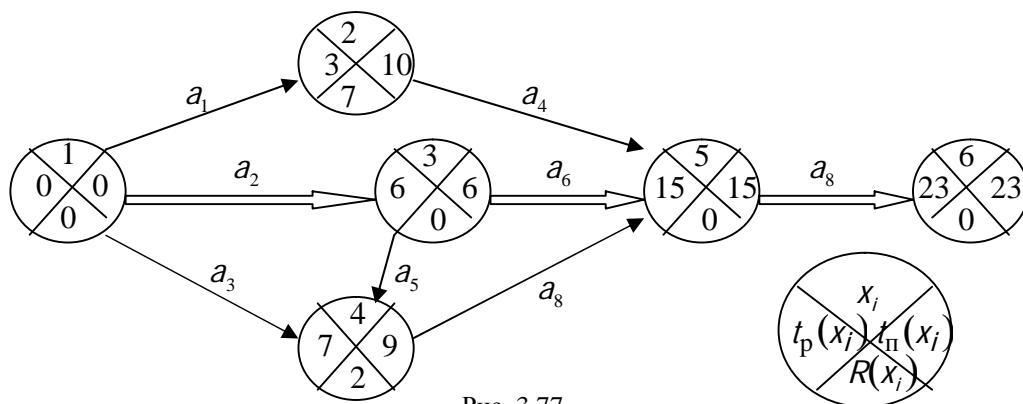 2
3 10
7
a₁
a₄
1
0 0
0
a₂
3
6 6
0
a₆
5
15 15
0
a₈
6
23 23
0
a₃
a₅
4
7 9
2
a₈
xᵢ
tр(xᵢ) tп(xᵢ)
R(xᵢ)